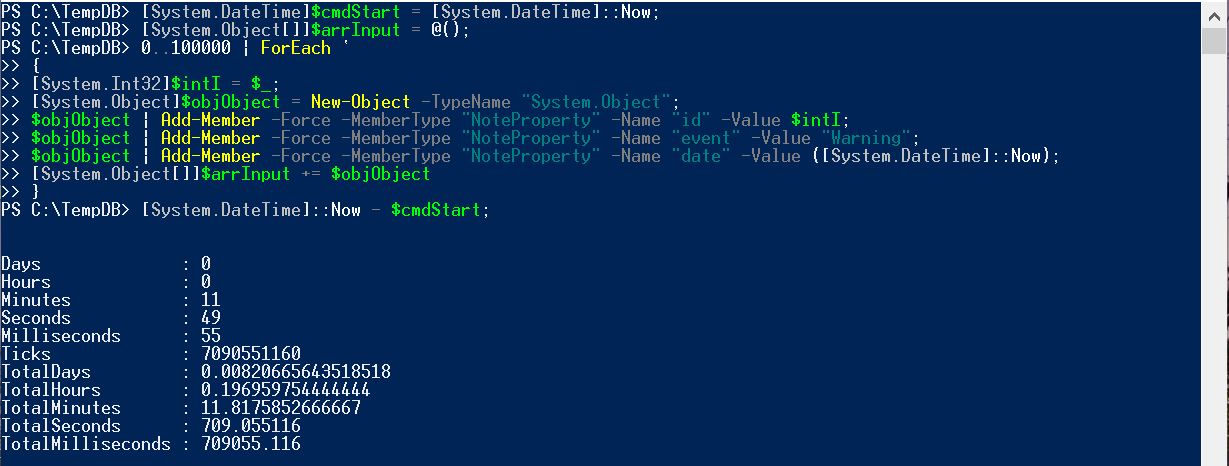 PS C:\TempDB> [System.DateTime]$cmdStart = [System.DateTime]::Now;
PS C:\TempDB> [System.Object[]]$arrInput = @();
PS C:\TempDB> 0..100000 | ForEach `
>> {
>> [System.Int32]$intI = $_;
>> [System.Object]$objObject = New-Object -TypeName "System.Object";
>> $objObject | Add-Member -Force -MemberType "NoteProperty" -Name "id" -Value $intI;
>> $objObject | Add-Member -Force -MemberType "NoteProperty" -Name "event" -Value "Warning";
>> $objObject | Add-Member -Force -MemberType "NoteProperty" -Name "date" -Value ([System.DateTime]::Now);
>> [System.Object[]]$arrInput += $objObject
>> }
PS C:\TempDB> [System.DateTime]::Now - $cmdStart;
Days : 0
Hours : 0
Minutes : 11
Seconds : 49
Milliseconds : 55
Ticks : 7090551160
TotalDays : 0.00820665643518518
TotalHours : 0.196959754444444
TotalMinutes : 11.8175852666667
TotalSeconds : 709.055116
TotalMilliseconds : 709055.116